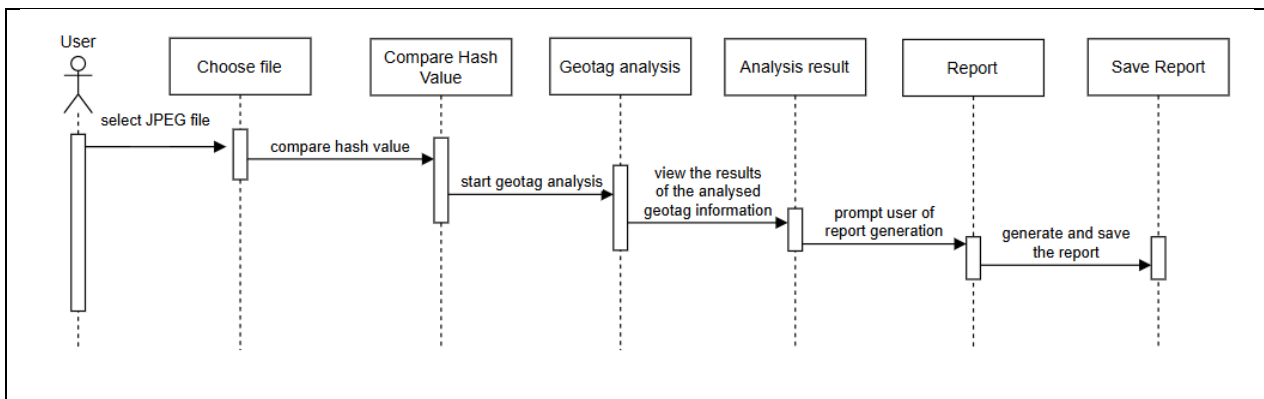 User
Choose file
Compare Hash
Value
Geotag analysis
Analysis result
Report
Save Report
select JPEG file
compare hash value
start geotag analysis
view the results
of the analysed
geotag information
prompt user of
report generation
generate and save
the report